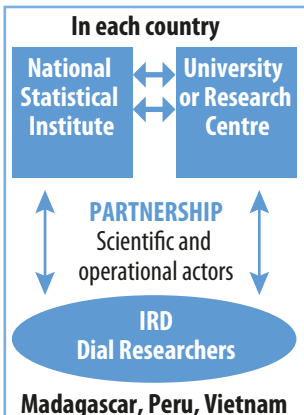 In each country
National
Statistical
Institute
University
or Research
Centre
PARTNERSHIP
Scientific and
operational actors
IRD
Dial Researchers
Madagascar, Peru, Vietnam